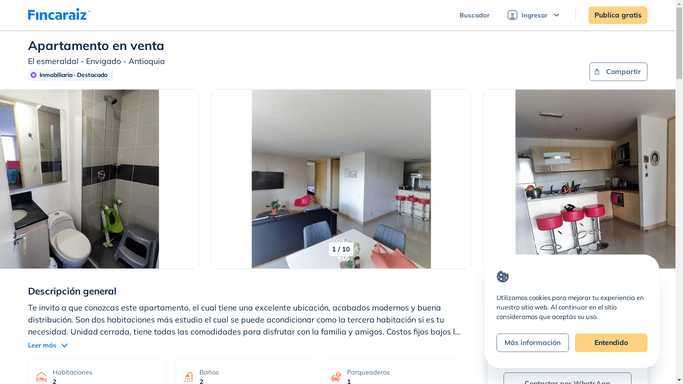 Fincaraiz
Buscador
Ingresar
Publica gratis
Apartamento en venta
El esmeraldal - Envigado - Antioquia
Inmobiliaria - Destacado
Compartir
1 / 10
Descripción general
Te invito a que conozcas este apartamento, el cual tiene una excelente ubicación, acabados modernos y buena
distribución. Son dos habitaciones más estudio el cual se puede acondicionar como la tercera habitación si es tu
necesidad. Unidad cerrada, tiene todas las comodidades para disfrutar con la familia y amigos. Costos fijos bajos l...
Leer más
Habitaciones
2
Baños
2
Parqueaderos
1
Utilizamos cookies para mejorar tu experiencia en
nuestro sitio web. Al continuar en el sitio
consideramos que aceptas su uso.
Más información
Entendido
Contactar por WhatsApp